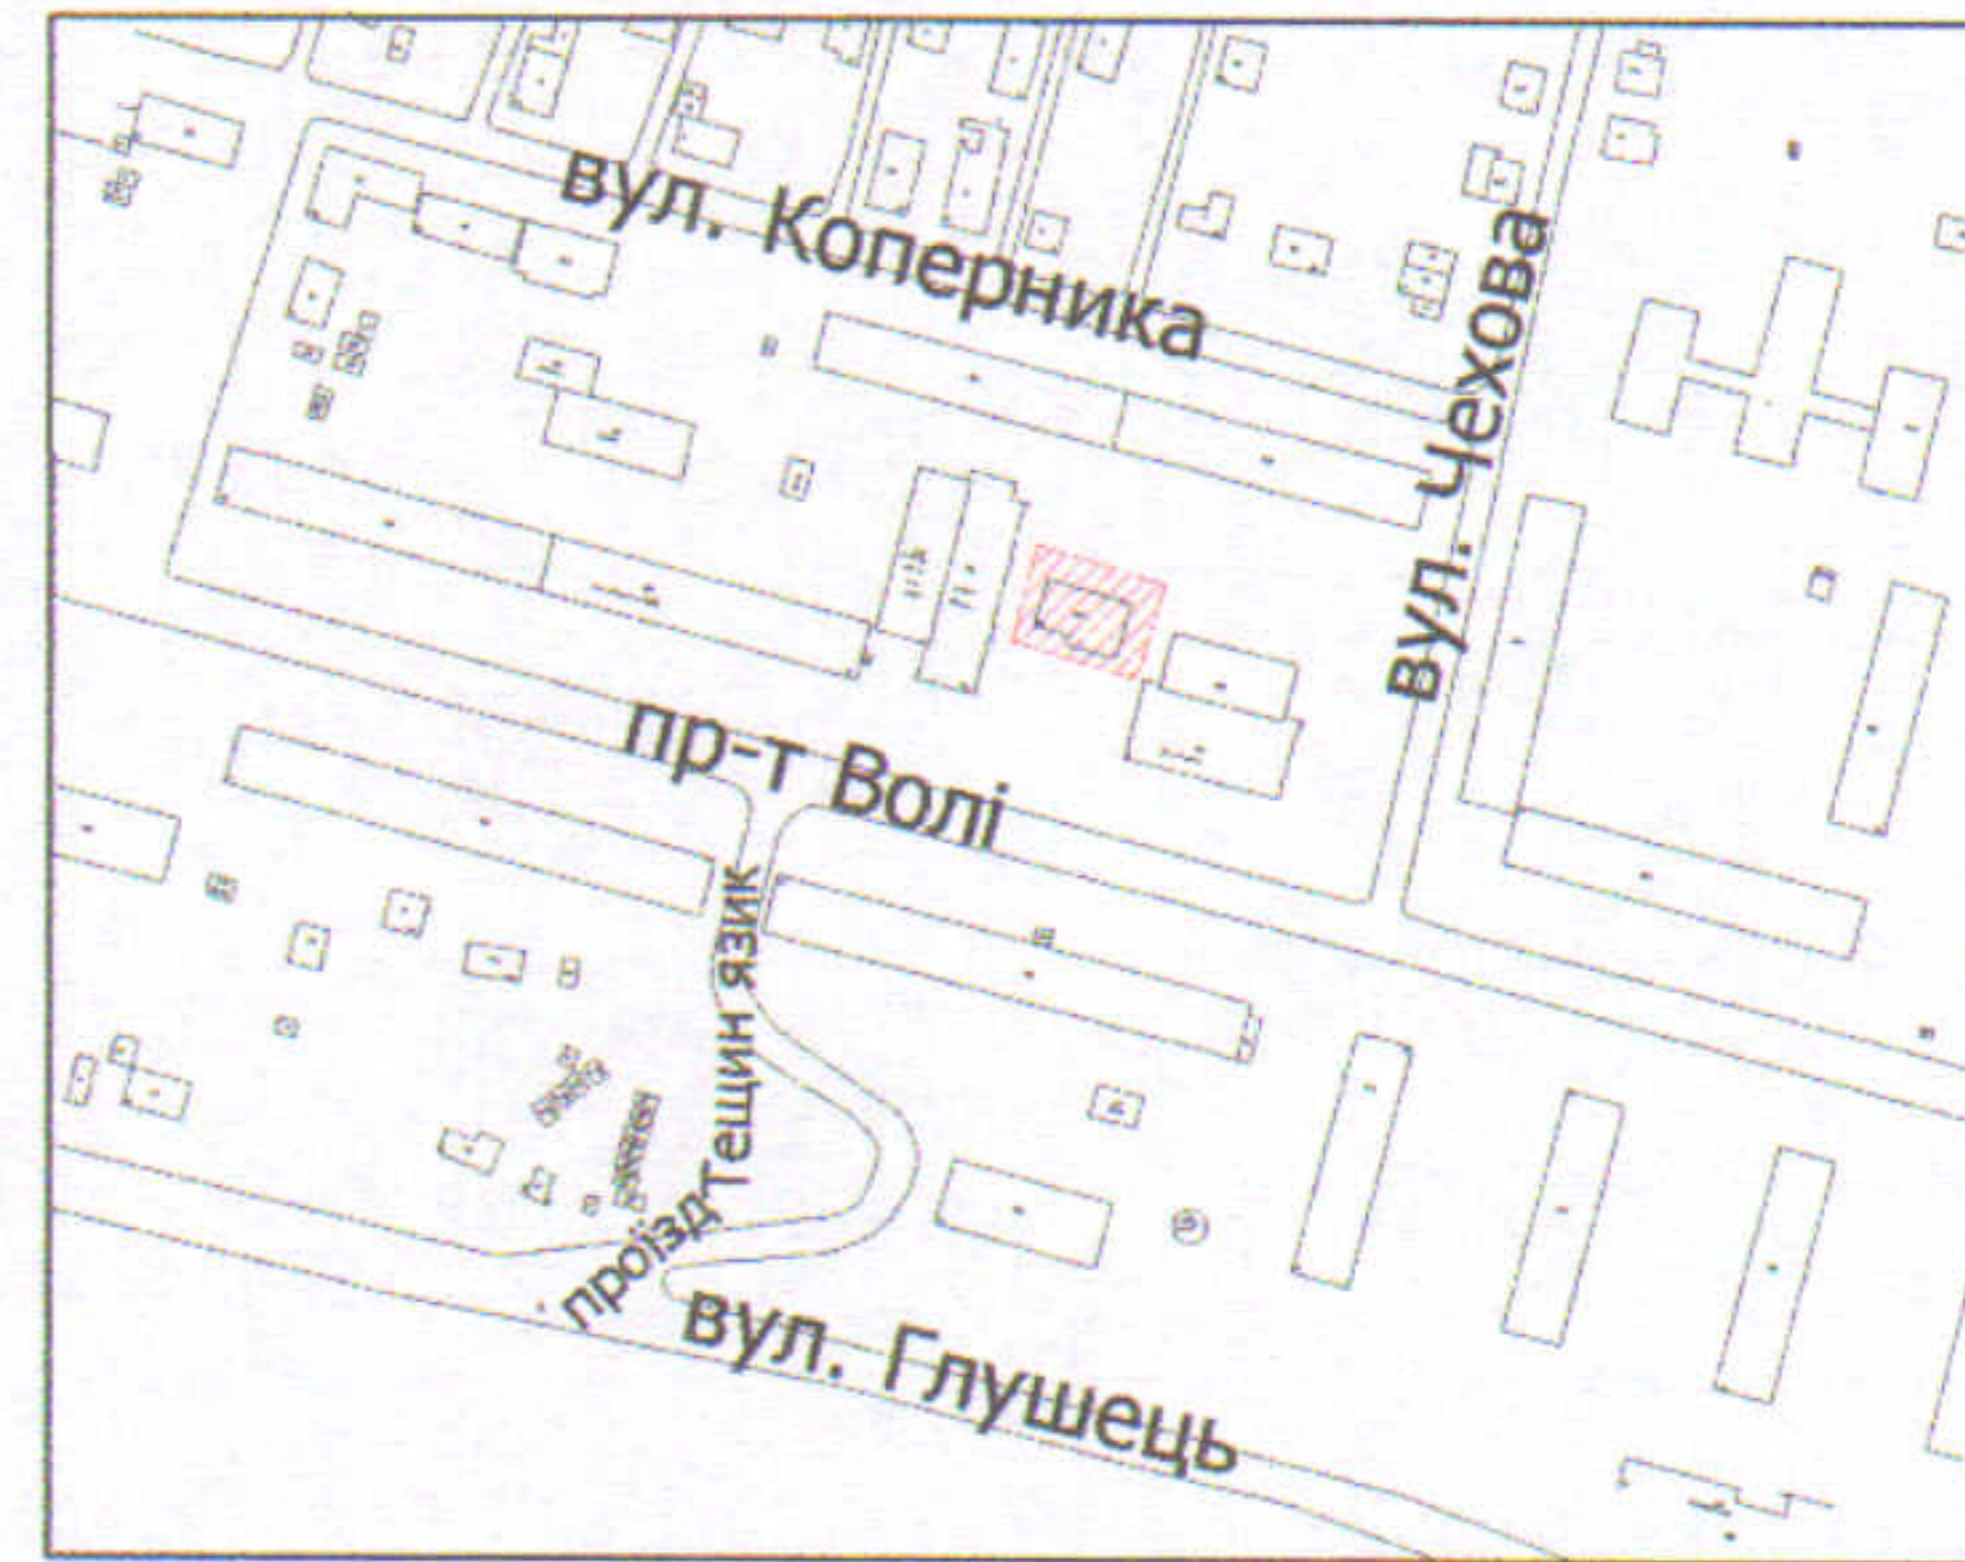 вул. Коперника
вул. Чехова
пр-т Волі
проїзд Тещин язик
вул. Глушець